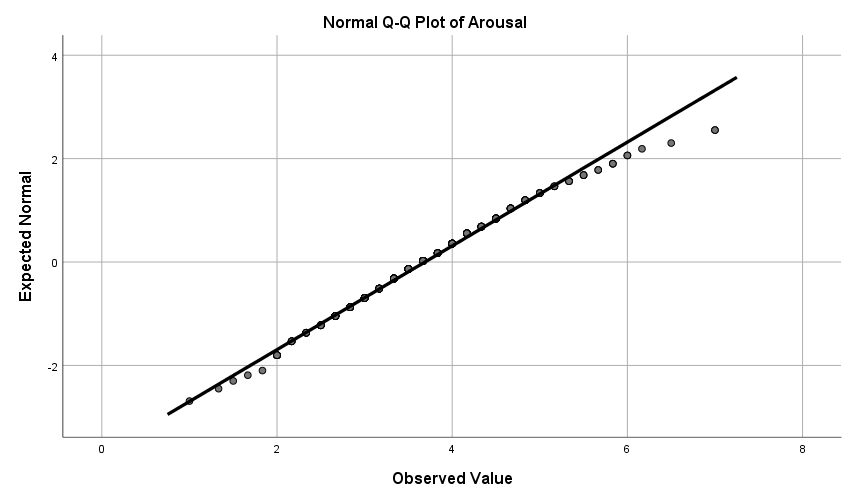 Normal Q-Q Plot of Arousal
Expected Normal
4
2
0
-2
0 2 4 6 8
Observed Value